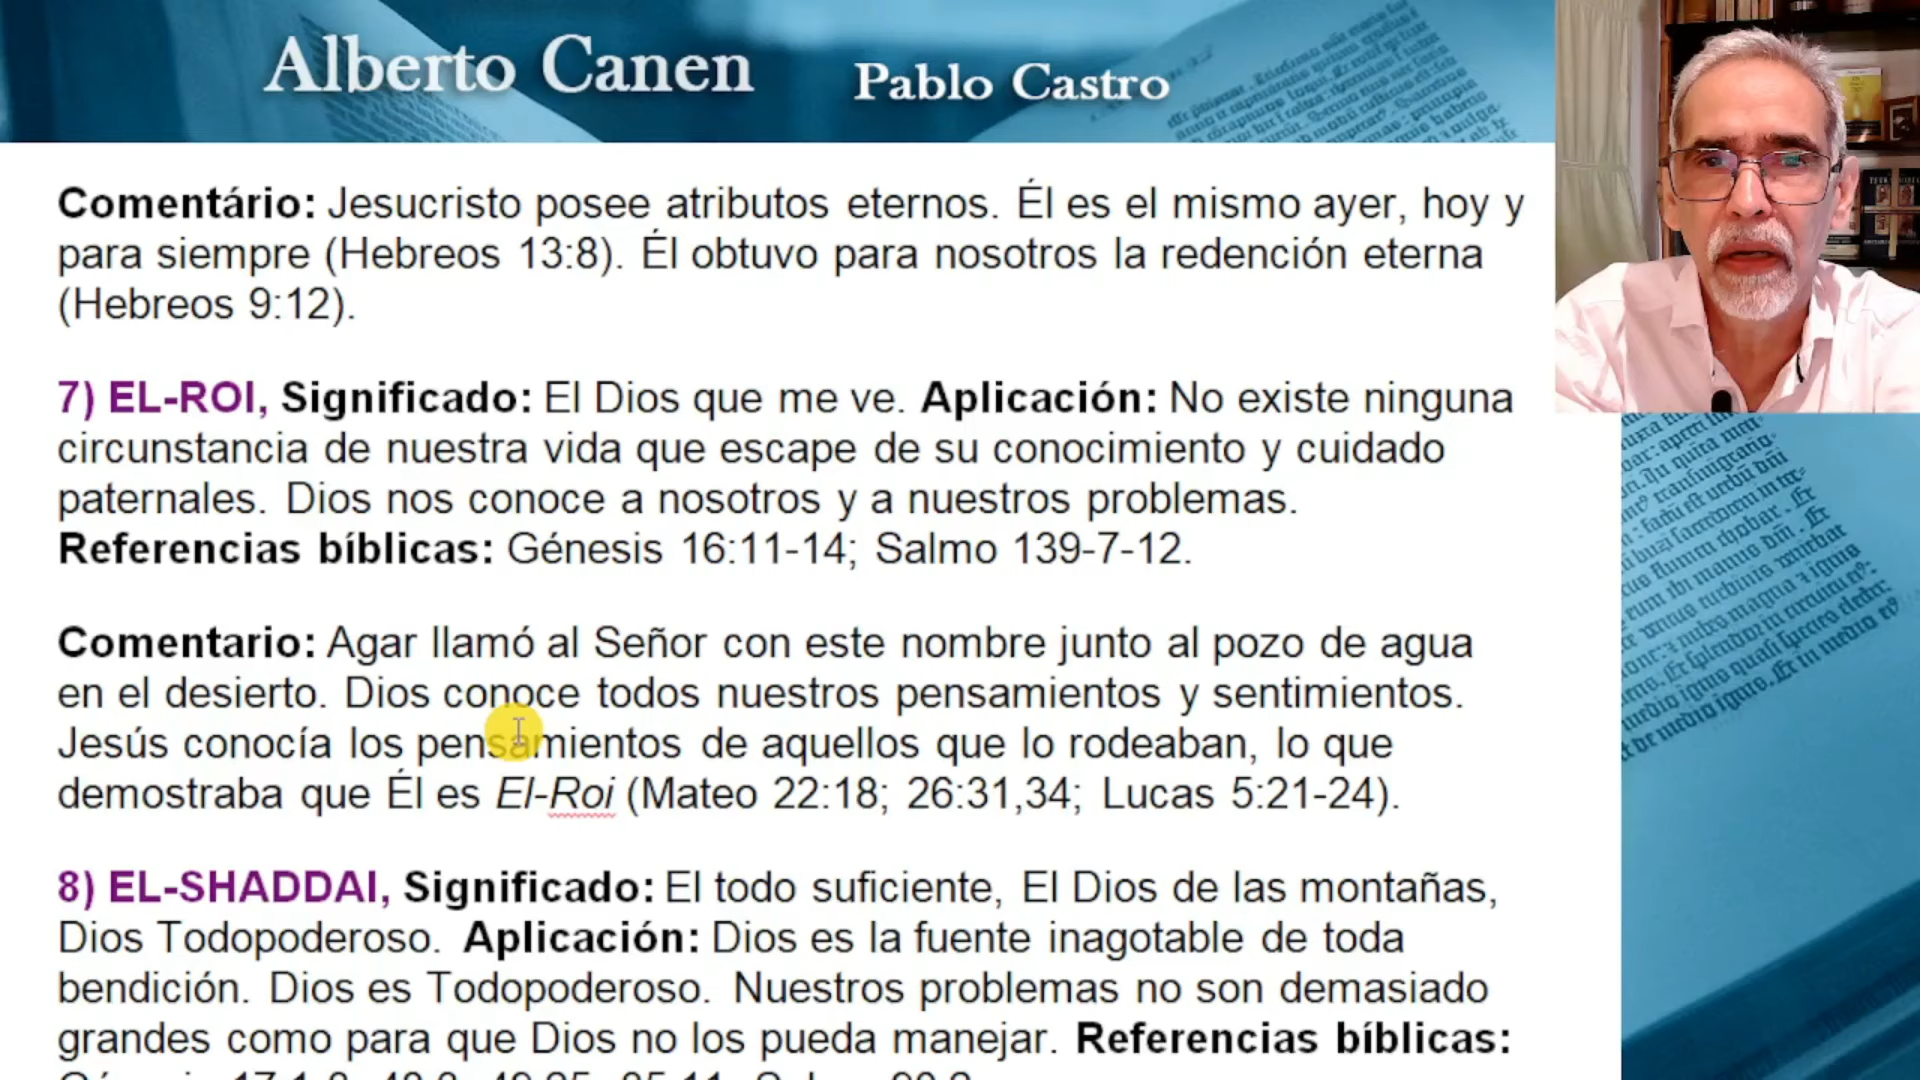 Alberto Canen
Pablo Castro
Comentário: Jesucristo posee atributos eternos. Él es el mismo ayer, hoy y
para siempre (Hebreos 13:8). Él obtuvo para nosotros la redención eterna
(Hebreos 9:12).
7) EL-ROI, Significado: El Dios que me ve. Aplicación: No existe ninguna
circunstancia de nuestra vida que escape de su conocimiento y cuidado
paternales. Dios nos conoce a nosotros y a nuestros problemas.
Referencias bíblicas: Génesis 16:11-14; Salmo 139-7-12.
Comentario: Agar llamó al Señor con este nombre junto al pozo de agua
en el desierto. Dios conoce todos nuestros pensamientos y sentimientos.
Jesús conocía los pensamientos de aquellos que lo rodeaban, lo que
demostraba que Él es El-Roi (Mateo 22:18; 26:31,34; Lucas 5:21-24).
8) EL-SHADDAI, Significado: El todo suficiente, El Dios de las montañas,
Dios Todopoderoso. Aplicación: Dios es la fuente inagotable de toda
bendición. Dios es Todopoderoso. Nuestros problemas no son demasiado
grandes como para que Dios no los pueda manejar. Referencias bíblicas: